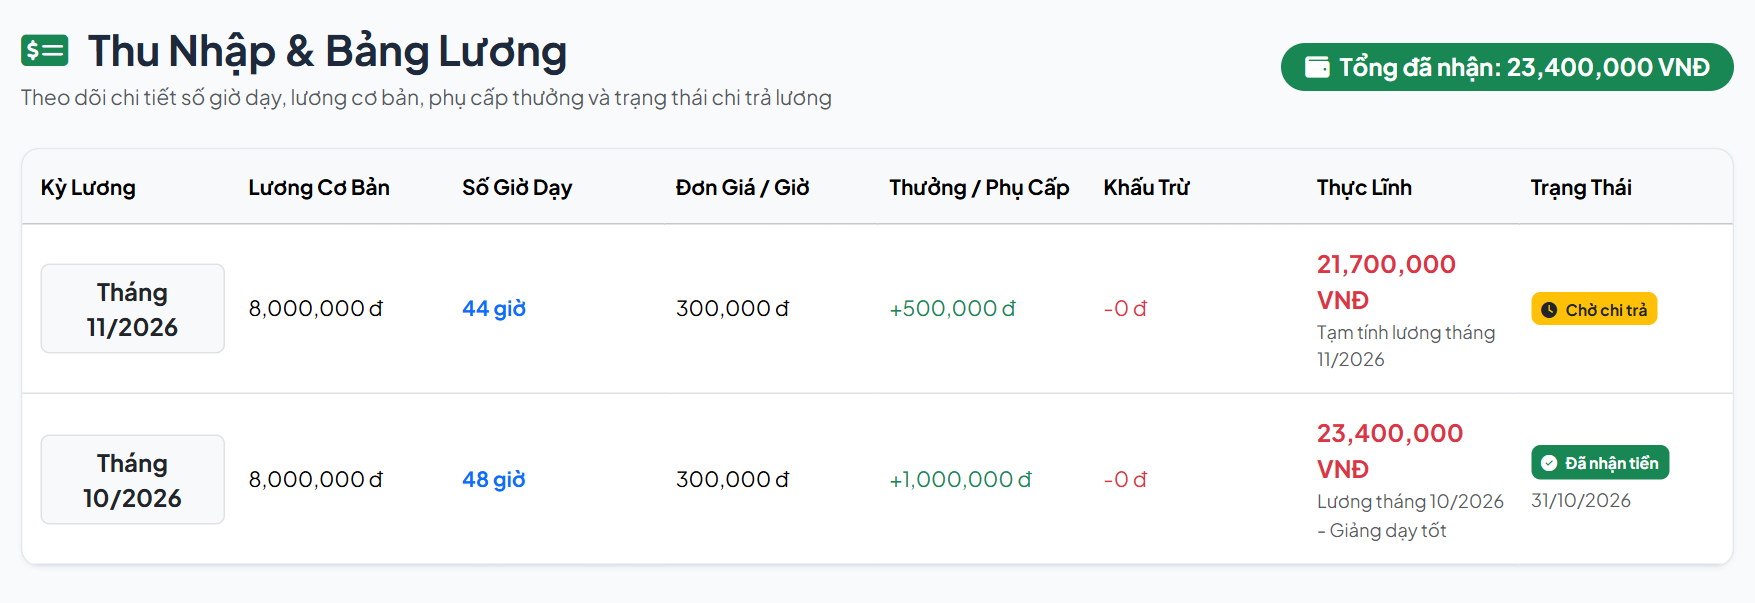 Thu Nhập & Bảng Lương
Theo dõi chi tiết số giờ dạy, lương cơ bản, phụ cấp thưởng và trạng thái chi trả lương
Tổng đã nhận: 23,400,000 VNĐ
Kỳ Lương Lương Cơ Bản Số Giờ Dạy Đơn Giá / Giờ Thưởng / Phụ Cấp Khấu Trừ Thực Lĩnh Trạng Thái
Tháng
11/2026
8,000,000 đ
44 giờ
300,000 đ
+500,000 đ
-0 đ
21,700,000
VNĐ
Tạm tính lương tháng
11/2026
Chờ chi trả
Tháng
10/2026
8,000,000 đ
48 giờ
300,000 đ
+1,000,000 đ
-0 đ
23,400,000
VNĐ
Lương tháng 10/2026
- Giảng dạy tốt
Đã nhận tiền
31/10/2026